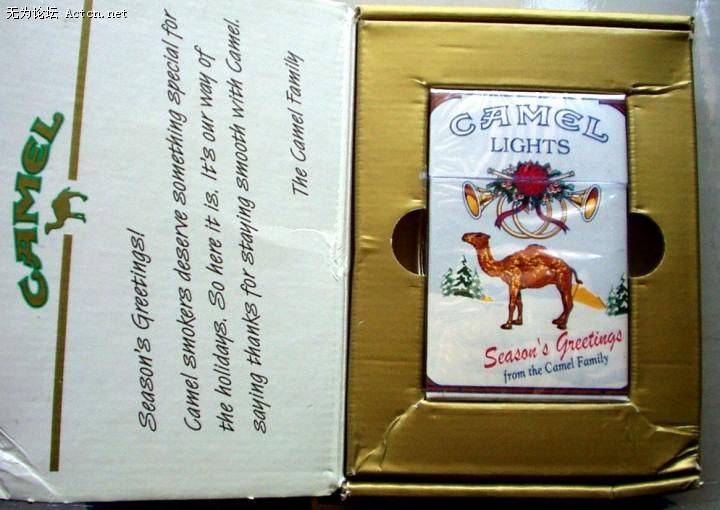 无为论坛 Actcn.net
CAMEL
Season's Greetings!
Camel smokers deserve something special for
the holidays. So here it is. It's our way of
saying thanks for staying smooth with Camel.
The Camel Family
CAMEL
LIGHTS
Season's Greetings
from the Camel Family